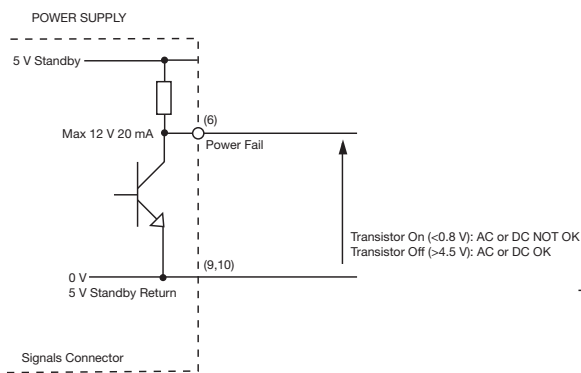 POWER SUPPLY
5 V Standby
(6)
Max 12 V 20 mA
Power Fail
Transistor On (<0.8 V): AC or DC NOT OK
Transistor Off (>4.5 V): AC or DC OK
(9,10)
0 V
5 V Standby Return
Signals Connector